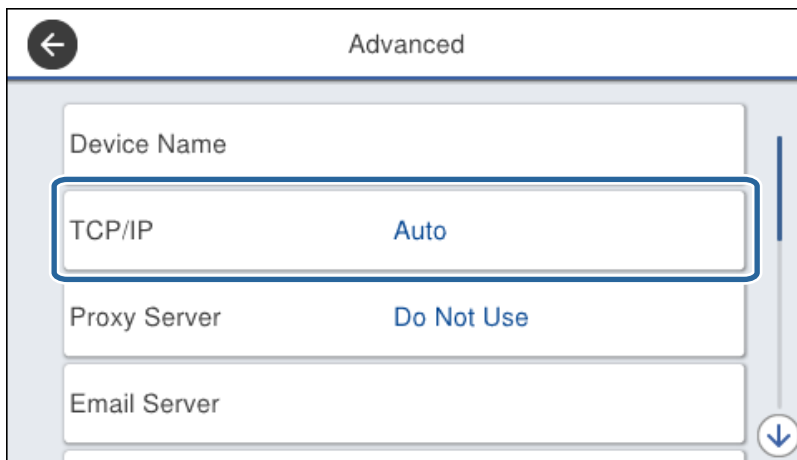 Advanced
Device Name
TCP/IP Auto
Proxy Server Do Not Use
Email Server